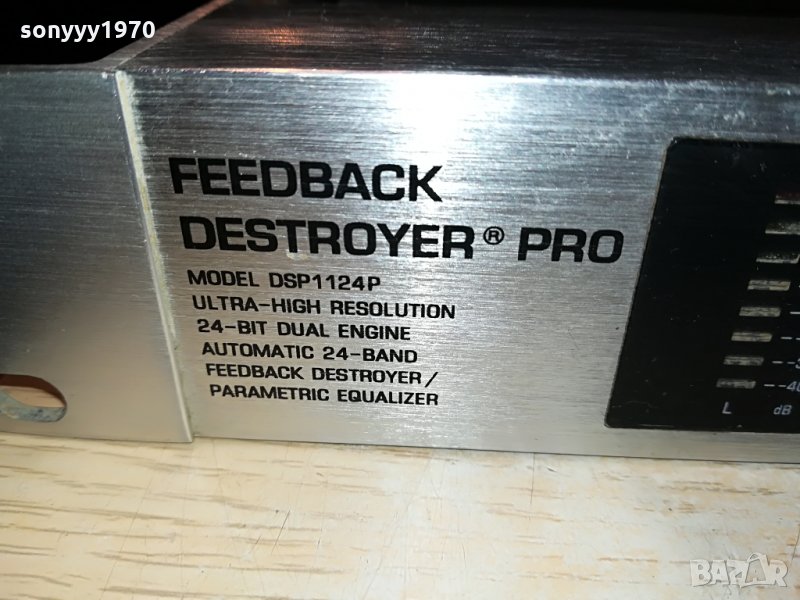 sonyyy1970
FEEDBACK
DESTROYER® PRO
MODEL DSP1124P
ULTRA-HIGH RESOLUTION
24-BIT DUAL ENGINE
AUTOMATIC 24-BAND
FEEDBACK DESTROYER/
PARAMETRIC EQUALIZER
L dB
BAZAR